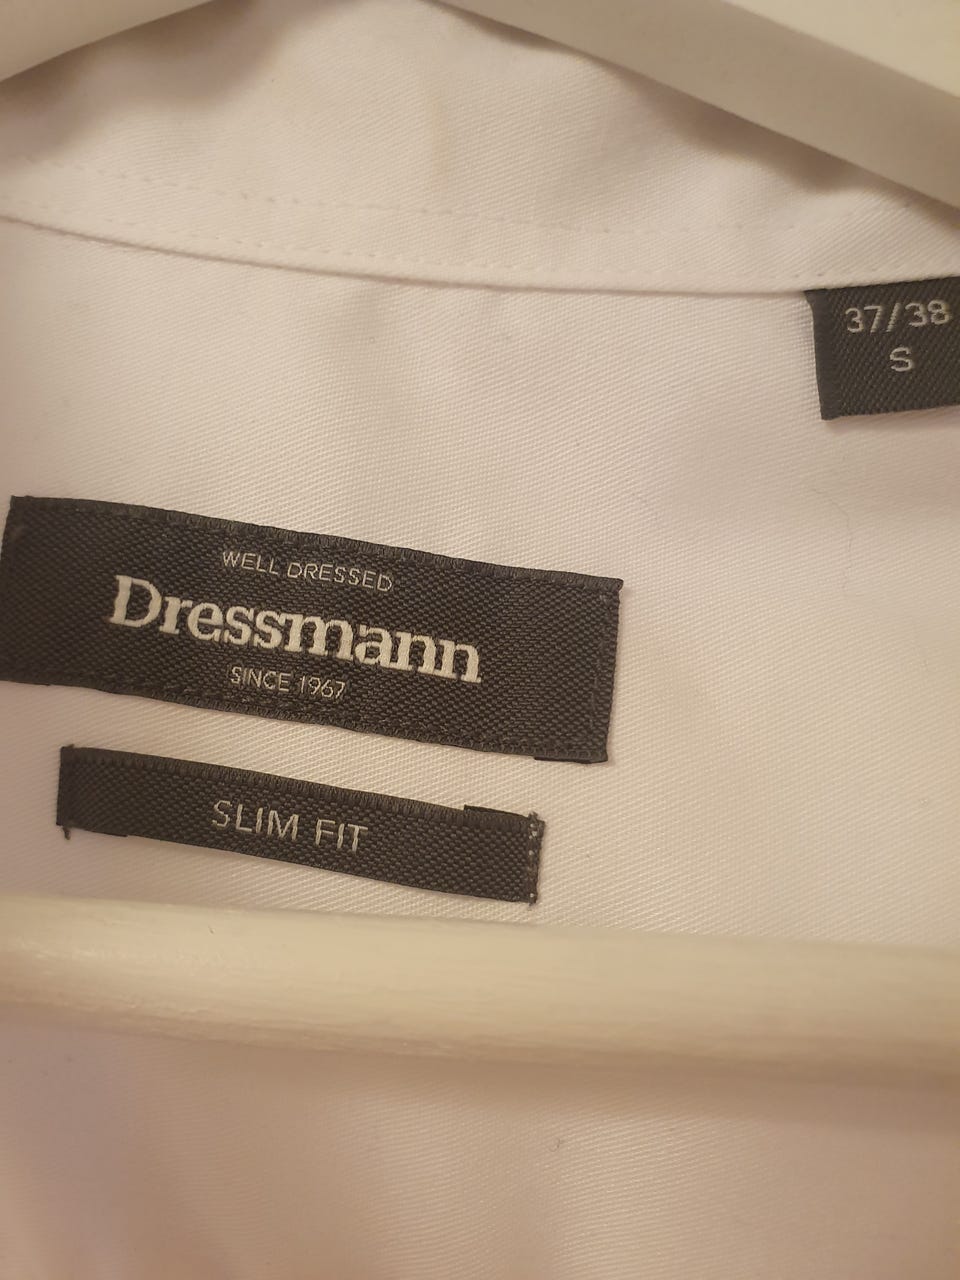 37/38
S
WELL DRESSED
Dressmann
SINCE 1967
SLIM FIT